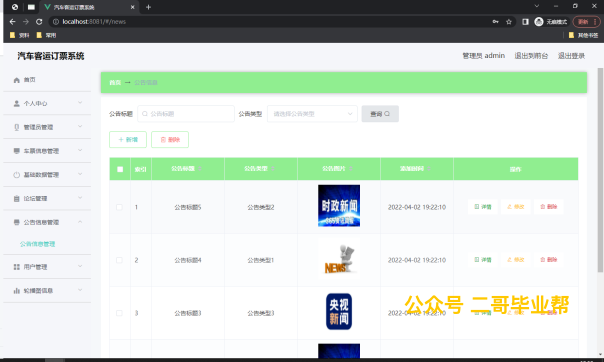 汽车客运订票系统
localhost:8081/#/news
无痕模式
更新
资料
常用
其他书签
汽车客运订票系统
管理员 admin
退出到前台
退出登录
首页
个人中心
管理员管理
车票信息管理
基础数据管理
论坛管理
公告信息管理
公告信息管理
用户管理
轮播图信息
首页
公告标题
公告标题
公告类型
请选择公告类型
查询
+ 新增
删除
索引
公告标题
公告类型
公告图片
添加时间
操作
1
公告标题5
公告类型2
时政新闻
2022-04-02 19:22:10
详情
修改
删除
2
公告标题4
公告类型1
NEWS
2022-04-02 19:22:10
详情
修改
删除
3
公告标题3
公告类型3
央视
新闻
2022-04-02 19:22:10
公众号 二哥毕业帮